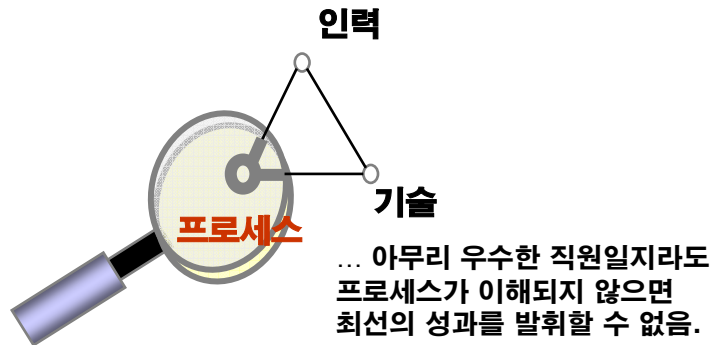 인력
기술
프로세스
… 아무리 우수한 직원일지라도
프로세스가 이해되지 않으면
최선의 성과를 발휘할 수 없음.